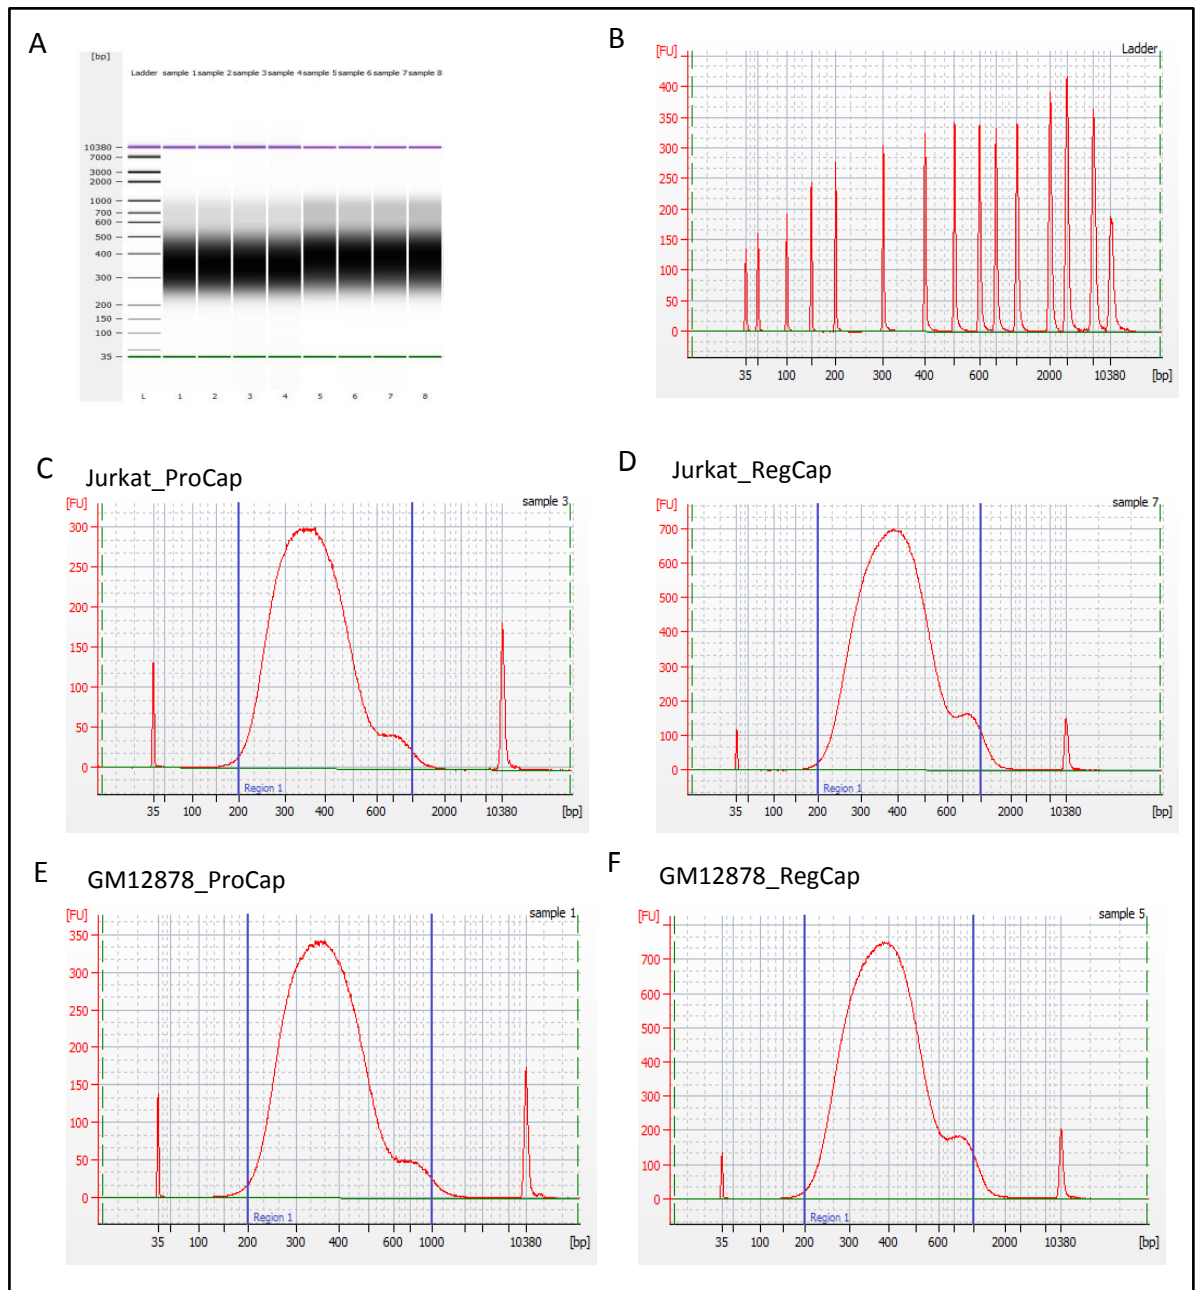 A
[bp]
Ladder sample 1 sample 2 sample 3 sample 4 sample 5 sample 6 sample 7 sample 8
10380
7000
3000
2000
1000
700
600
500
400
300
200
150
100
35
L 1 2 3 4 5 6 7 8
B
[FU]
Ladder
400
350
300
250
200
150
100
50
0
35 100 200 300 400 600 2000 10380 [bp]
C
Jurkat_ProCap
[FU]
sample 3
300
250
200
150
100
50
0
Region 1
35 100 200 300 400 600 2000 10380 [bp]
D
Jurkat_RegCap
[FU]
sample 7
700
600
500
400
300
200
100
0
Region 1
35 100 200 300 400 600 2000 10380 [bp]
E
GM12878_ProCap
[FU]
sample 1
350
300
250
200
150
100
50
0
Region 1
35 100 200 300 400 600 1000 10380 [bp]
F
GM12878_RegCap
[FU]
sample 5
700
600
500
400
300
200
100
0
Region 1
35 100 200 300 400 600 2000 10380 [bp]